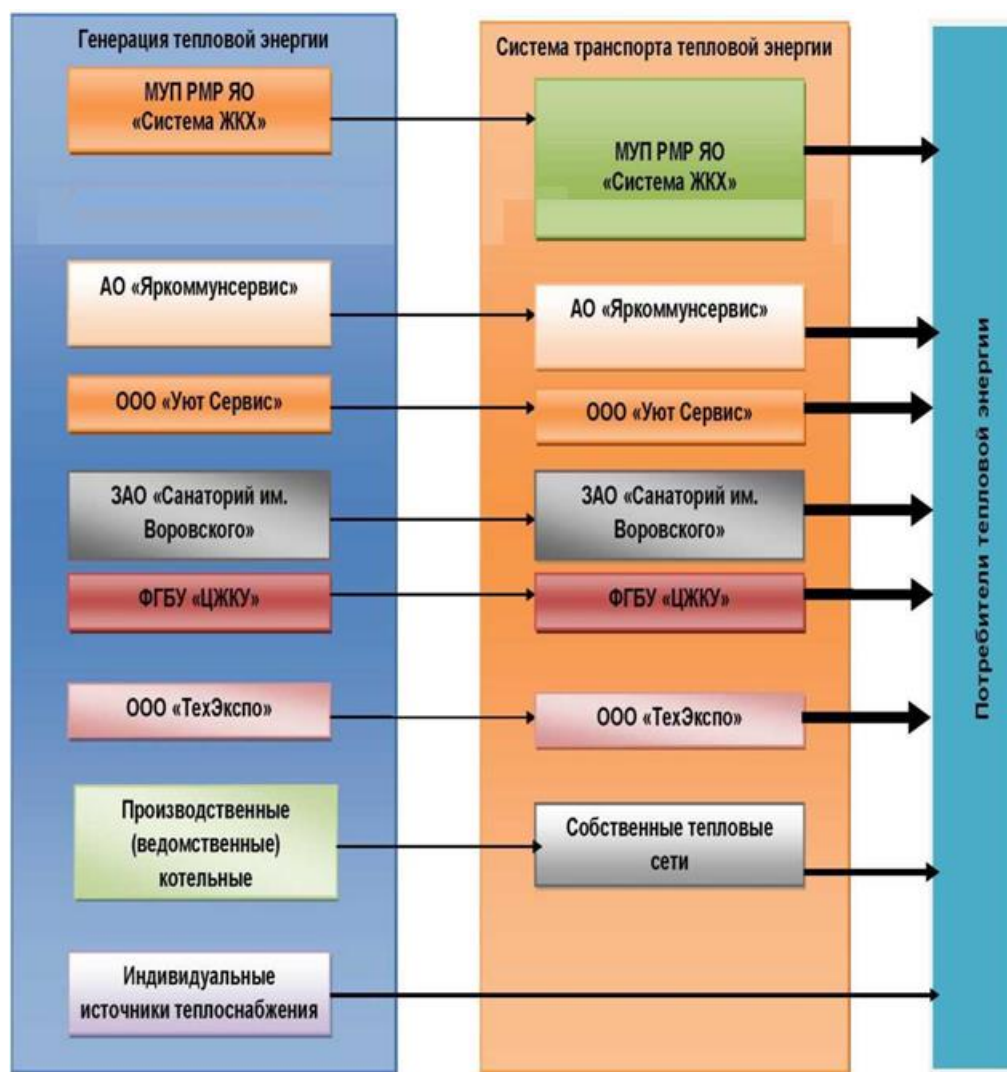 Генерация тепловой энергии
МУП РМР ЯО
«Система ЖКХ»
АО «Яркоммунсервис»
ООО «Уют Сервис»
ЗАО «Санаторий им.
Воровского»
ФГБУ «ЦЖКУ»
ООО «ТехЭкспо»
Производственные
(ведомственные)
котельные
Индивидуальные
источники теплоснабжения
Система транспорта тепловой энергии
МУП РМР ЯО
«Система ЖКХ»
АО «Яркоммунсервис»
ООО «Уют Сервис»
ЗАО «Санаторий им.
Воровского»
ФГБУ «ЦЖКУ»
ООО «ТехЭкспо»
Собственные тепловые
сети
Потребители тепловой энергии